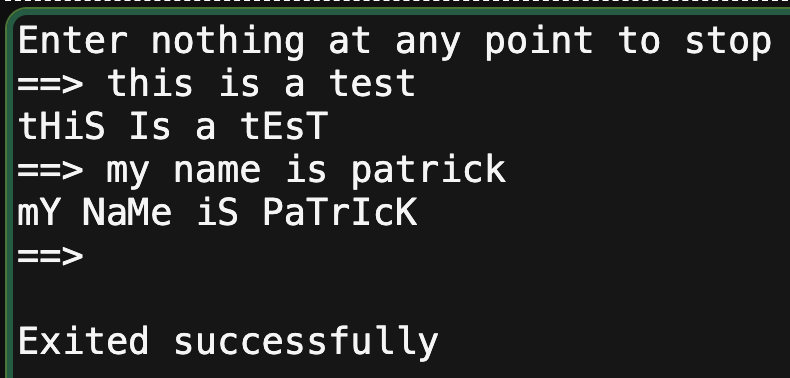 Enter nothing at any point to stop
==> this is a test
tHiS Is a tEsT
==> my name is patrick
mY NaMe iS PaTrIcK
==>
Exited successfully